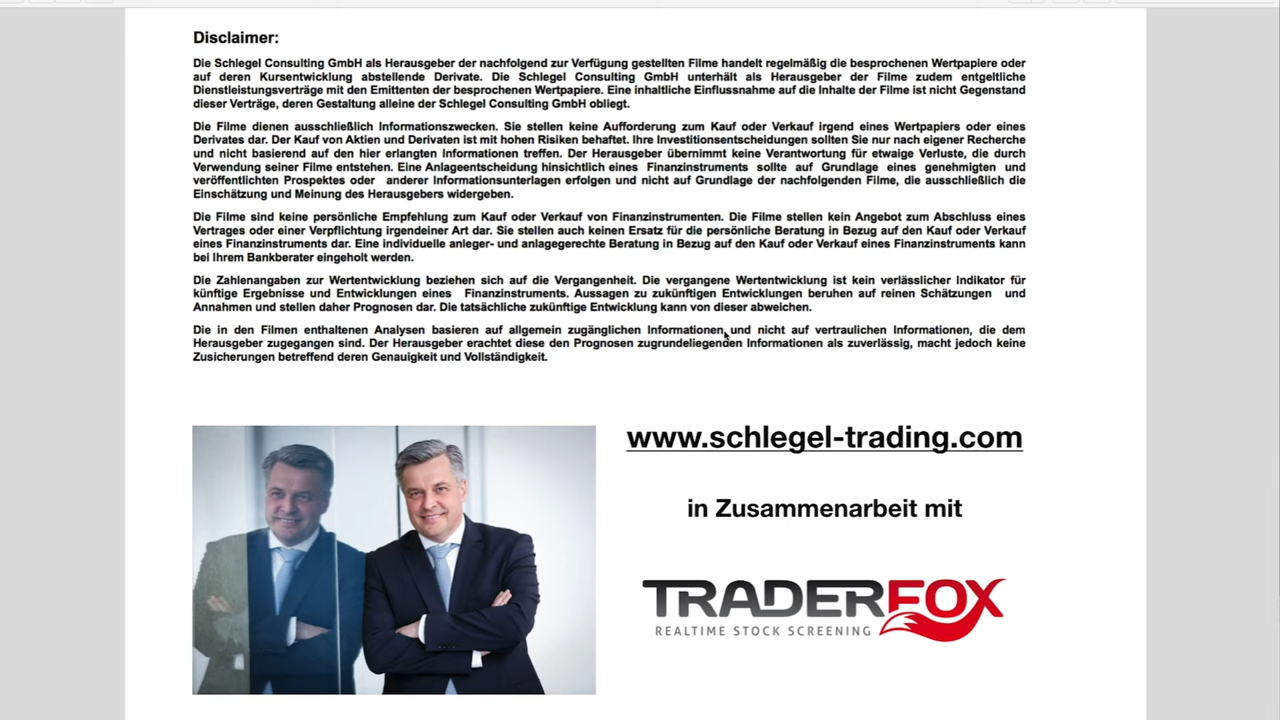 Disclaimer:
Die Schlegel Consulting GmbH als Herausgeber der nachfolgend zur Verfügung gestellten Filme handelt regelmäßig die besprochenen Wertpapiere oder
auf deren Kursentwicklung abstellende Derivate. Die Schlegel Consulting GmbH unterhält als Herausgeber der Filme zudem entgeltliche
Dienstleistungsverträge mit den Emittenten der besprochenen Wertpapiere. Eine inhaltliche Einflussnahme auf die Inhalte der Filme ist nicht Gegenstand
dieser Verträge, deren Gestaltung alleine der Schlegel Consulting GmbH obliegt.
Die Filme dienen ausschließlich Informationszwecken. Sie stellen keine Aufforderung zum Kauf oder Verkauf irgend eines Wertpapiers oder eines
Derivates dar. Der Kauf von Aktien und Derivaten ist mit hohen Risiken behaftet. Ihre Investitionsentscheidungen sollten Sie nur nach eigener Recherche
und nicht basierend auf den hier erlangten Informationen treffen. Der Herausgeber übernimmt keine Verantwortung für etwaige Verluste, die durch
Verwendung seiner Filme entstehen. Eine Anlageentscheidung hinsichtlich eines Finanzinstruments sollte auf Grundlage eines genehmigten und
veröffentlichten Prospektes oder anderer Informationsunterlagen erfolgen und nicht auf Grundlage der nachfolgenden Filme, die ausschließlich die
Einschätzung und Meinung des Herausgebers widergeben.
Die Filme sind keine persönliche Empfehlung zum Kauf oder Verkauf von Finanzinstrumenten. Die Filme stellen kein Angebot zum Abschluss eines
Vertrages oder einer Verpflichtung irgendeiner Art dar. Sie stellen auch keinen Ersatz für die persönliche Beratung in Bezug auf den Kauf oder Verkauf
eines Finanzinstruments dar. Eine individuelle anleger- und anlagegerechte Beratung in Bezug auf den Kauf oder Verkauf eines Finanzinstruments kann
bei Ihrem Bankberater eingeholt werden.
Die Zahlenangaben zur Wertentwicklung beziehen sich auf die Vergangenheit. Die vergangene Wertentwicklung ist kein verlässlicher Indikator für
künftige Ergebnisse und Entwicklungen eines Finanzinstruments. Aussagen zu zukünftigen Entwicklungen beruhen auf reinen Schätzungen und
Annahmen und stellen daher Prognosen dar. Die tatsächliche zukünftige Entwicklung kann von dieser abweichen.
Die in den Filmen enthaltenen Analysen basieren auf allgemein zugänglichen Informationen und nicht auf vertraulichen Informationen, die dem
Herausgeber zugegangen sind. Der Herausgeber erachtet diese den Prognosen zugrundeliegenden Informationen als zuverlässig, macht jedoch keine
Zusicherungen betreffend deren Genauigkeit und Vollständigkeit.
www.schlegel-trading.com
in Zusammenarbeit mit
TRADERFOX
REALTIME STOCK SCREENING